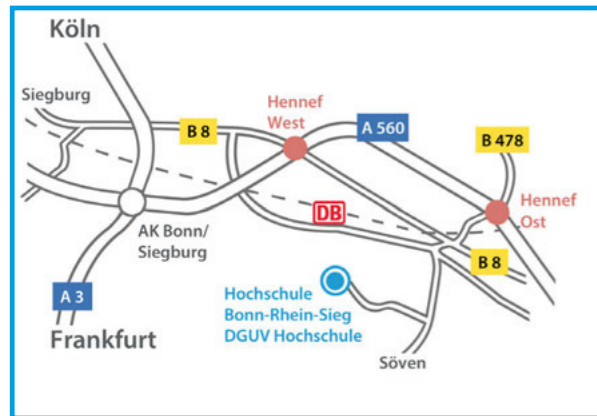 Köln
Siegburg
B 8
Hennef
West
A 560
B 478
Hennef
Ost
DB
AK Bonn/
Siegburg
B 8
A 3
Hochschule
Bonn-Rhein-Sieg
DGUV Hochschule
Frankfurt
Söven